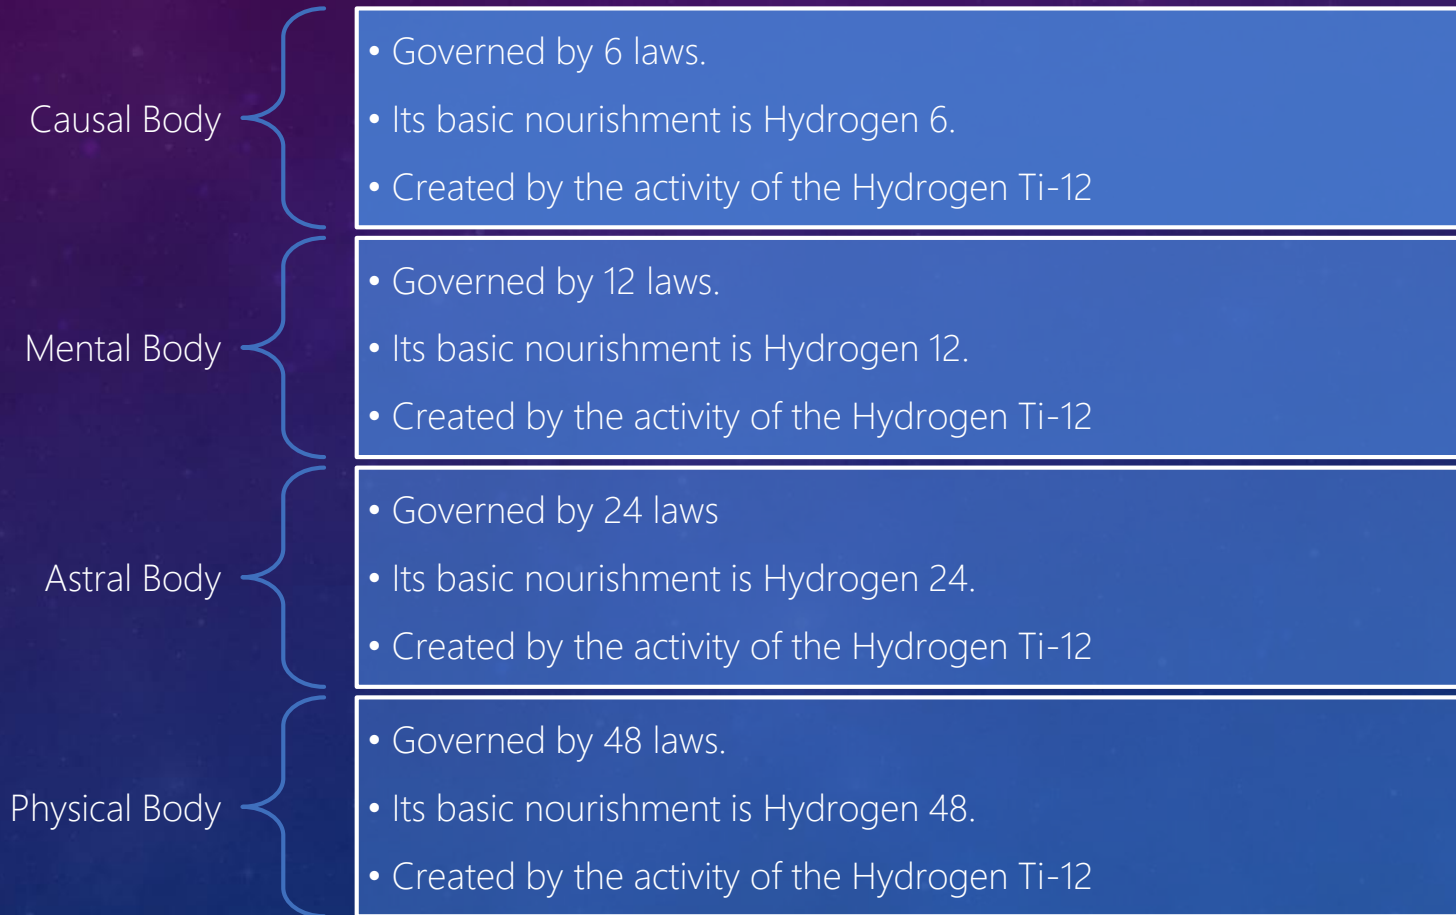 Causal Body
• Governed by 6 laws.
• Its basic nourishment is Hydrogen 6.
• Created by the activity of the Hydrogen Ti-12
Mental Body
• Governed by 12 laws.
• Its basic nourishment is Hydrogen 12.
• Created by the activity of the Hydrogen Ti-12
Astral Body
• Governed by 24 laws
• Its basic nourishment is Hydrogen 24.
• Created by the activity of the Hydrogen Ti-12
Physical Body
• Governed by 48 laws.
• Its basic nourishment is Hydrogen 48.
• Created by the activity of the Hydrogen Ti-12